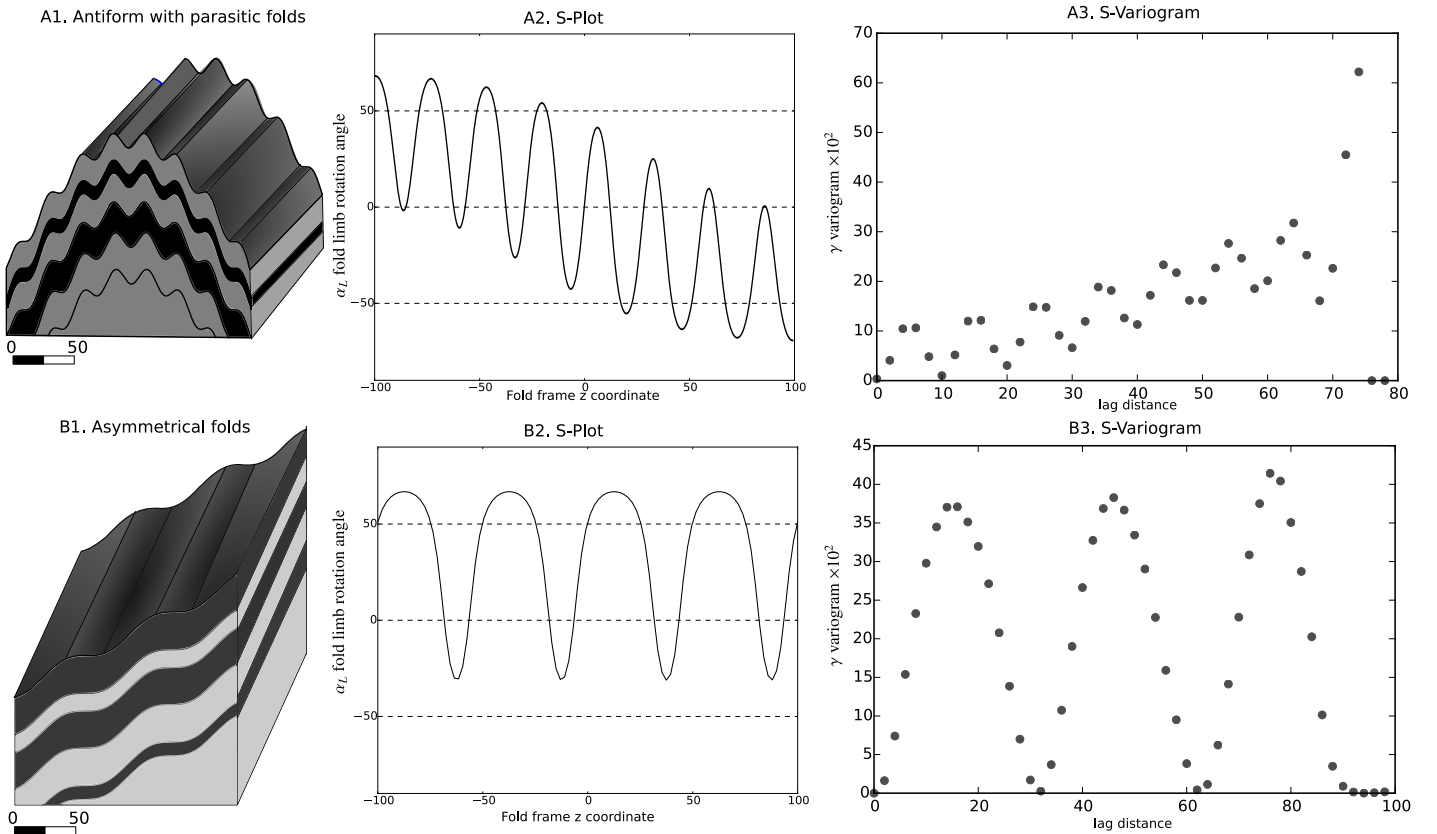 A1. Antiform with parasitic folds
0 50
A2. S-Plot
α_L fold limb rotation angle
50
0
−50
−100 −50 0 50 100
Fold frame z coordinate
A3. S-Variogram
γ variogram ×10²
70
60
50
40
30
20
10
0
0 10 20 30 40 50 60 70 80
lag distance
B1. Asymmetrical folds
0 50
B2. S-Plot
α_L fold limb rotation angle
50
0
−50
−100 −50 0 50 100
Fold frame z coordinate
B3. S-Variogram
γ variogram ×10²
45
40
35
30
25
20
15
10
5
0
0 20 40 60 80 100
lag distance